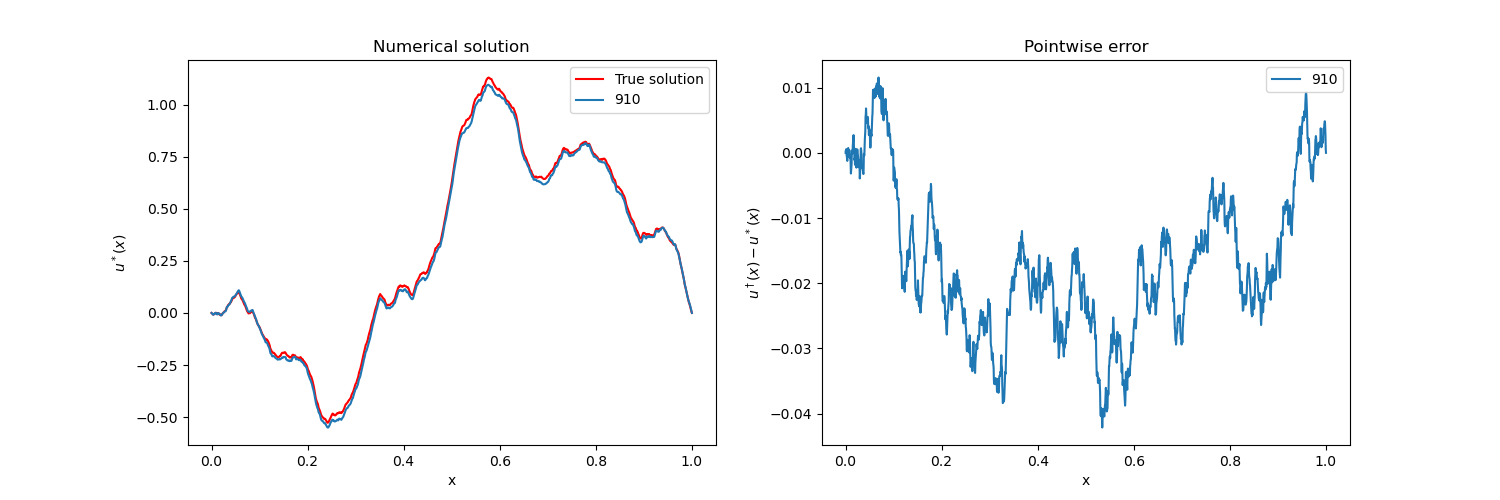 Numerical solution
True solution
910
1.00
0.75
0.50
0.25
0.00
−0.25
−0.50
u*(x)
0.0 0.2 0.4 0.6 0.8 1.0
x
Pointwise error
910
0.01
0.00
−0.01
−0.02
−0.03
−0.04
u†(x) − u*(x)
0.0 0.2 0.4 0.6 0.8 1.0
x